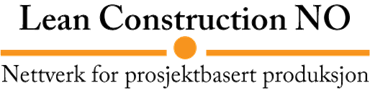 Lean Construction NO
Nettverk for prosjektbasert produksjon